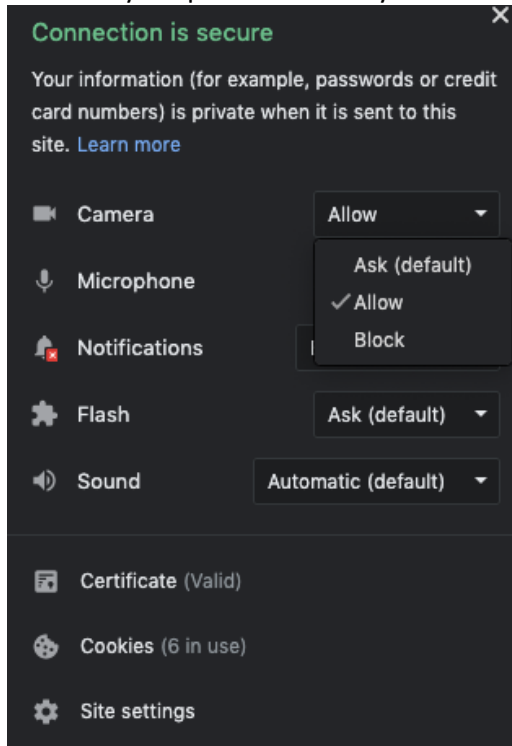 Connection is secure
Your information (for example, passwords or credit
card numbers) is private when it is sent to this
site. Learn more
Camera Allow
Ask (default)
Microphone
Allow
Block
Notifications
Flash Ask (default)
Sound Automatic (default)
Certificate (Valid)
Cookies (6 in use)
Site settings